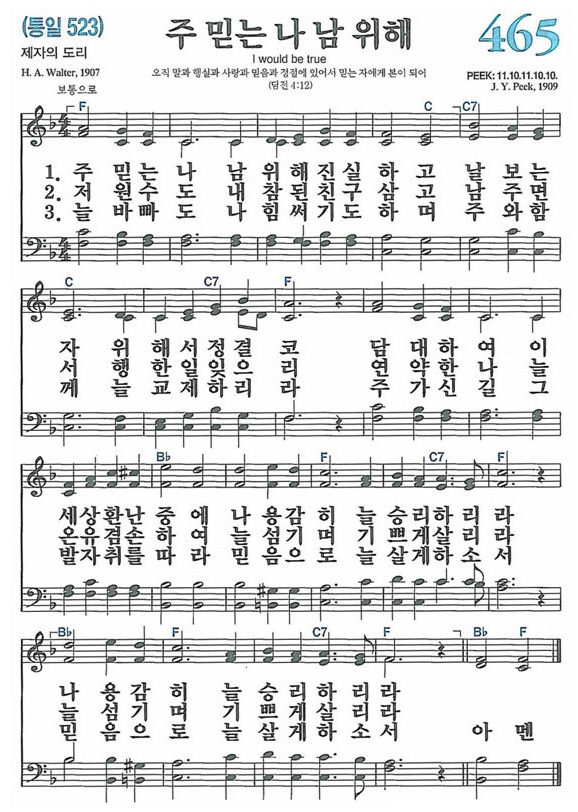 (통일 523)
주 믿는 나 남 위해
465
I would be true
제자의 도리
오직 말과 행실과 사랑과 믿음과 정절에 있어서 믿는 자에게 본이 되어
(딤전 4:12)
H. A. Walter, 1907
PEEK: 11.10.11.10.10.
J. Y. Peek, 1909
보통으로
F C C7
1. 주 믿는 나 남 위해 진실하고 날 보는
2. 저 원수도 내 참된 친구 삼고 남 주면
3. 늘 바빠도 나 힘써 기도하며 주와 함
C C7 F
자 위해서 정결코 담대하여 이
서 행한 일 잊으리 연약한 나 늘
께 늘 교제하리라 주 가신 길 그
Bb F C7 F
세상 환난 중에 나 용감히 늘 승리하리라
온유 겸손하여 늘 섬기며 기쁘게 살리라
발자취를 따라 믿음으로 늘 살게 하소서
Bb F C7 F Bb F
나 용감히 늘 승리하리라
늘 섬기며 기쁘게 살리라
믿음으로 늘 살게 하소서 아멘